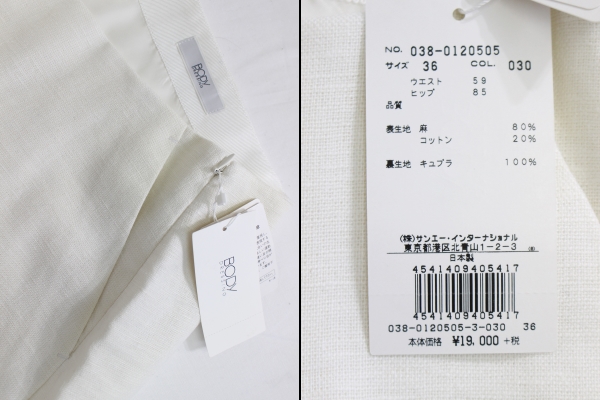 BODY
DRESSING
BODY
DRESSING
NO. 038-0120505
サイズ 36 COL. 030
ウエスト 59
ヒップ 85
品質
表生地 麻 80%
コットン 20%
裏生地 キュプラ 100%
(株)サンエー・インターナショナル
東京都港区北青山1-2-3
日本製
4541409405417
4541409405417
038-0120505-3-030 36
本体価格 ¥19,000 +税